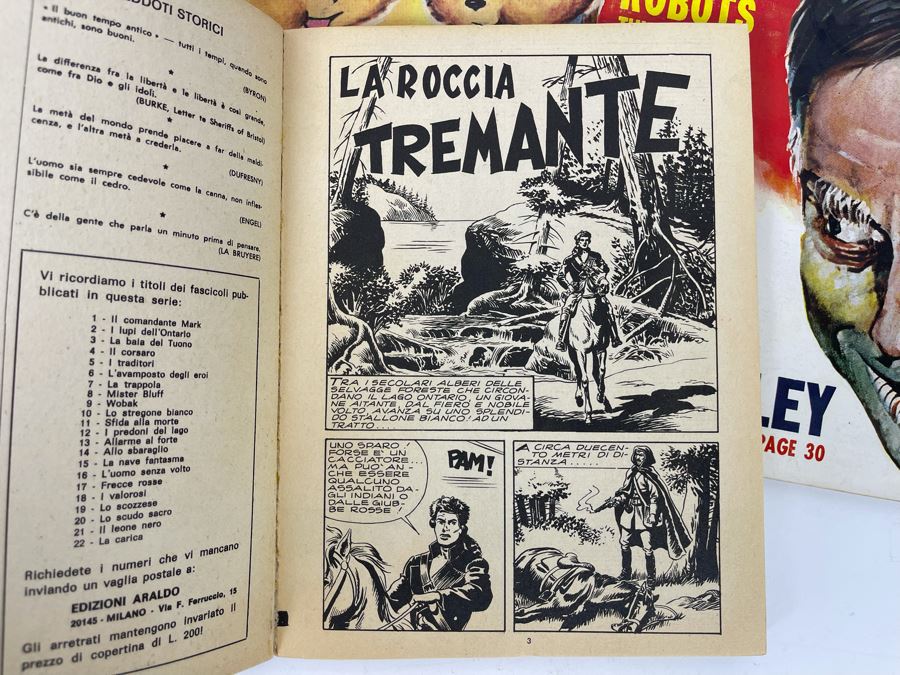 DDOTI STORICI
« Il buon tempo antico » — tutti i tempi, quando sono
antichi, sono buoni.
(BYRON)
La differenza fra la libertà e le libertà è così grande,
come fra Dio e gli idoli.
(BURKE, Letter te Sheriffs of Bristol)
La metà del mondo prende piacere a far della maldi-
cenza, e l'altra metà a crederla.
(DUFRESNY)
L'uomo sia sempre cedevole come la canna, non infles-
sibile come il cedro.
(ENGEL)
C'è della gente che parla un minuto prima di pensare.
(LA BRUYERE)
Vi ricordiamo i titoli dei fascicoli pub-
blicati in questa serie:
1 - Il comandante Mark
2 - I lupi dell'Ontario
3 - La baia del Tuono
4 - Il corsaro
5 - I traditori
6 - L'avamposto degli eroi
7 - La trappola
8 - Mister Bluff
9 - Wobak
10 - Lo stregone bianco
11 - Sfida alla morte
12 - I predoni del lago
13 - Allarme al forte
14 - Allo sbaraglio
15 - La nave fantasma
16 - L'uomo senza volto
17 - Frecce rosse
18 - I valorosi
19 - Lo scozzese
20 - Lo scudo sacro
21 - Il leone nero
22 - La carica
Richiedete i numeri che vi mancano
inviando un vaglia postale a:
EDIZIONI ARALDO
20145 - MILANO - Via F. Ferruccio, 15
Gli arretrati mantengono invariato il
prezzo di copertina di L. 200!
LA ROCCIA
TREMANTE
TRA I SECOLARI ALBERI DELLE
SELVAGGE FORESTE CHE CIRCON-
DANO IL LAGO ONTARIO, UN GIOVA-
NE AITANTE DAL FIERO E NOBILE
VOLTO, AVANZA SU UNO SPLENDI-
DO STALLONE BIANCO! AD UN
TRATTO....
UNO SPARO!
FORSE E' UN
CACCIATORE...
MA PUO' AN-
CHE ESSERE
QUALCUNO
ASSALITO DA-
GLI INDIANI O
DALLE GIUB-
BE ROSSE!
PAM!
A CIRCA DUECEN-
TO METRI DI DI-
STANZA.....
3
ROBOTS
LEY
PAGE 30